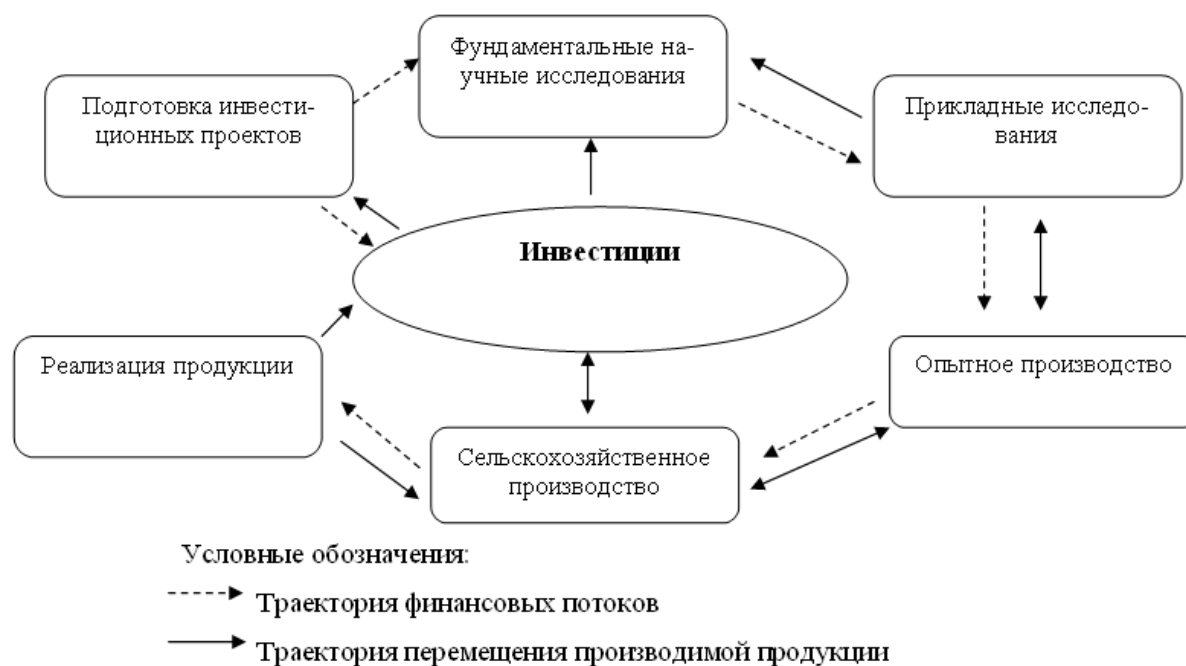 Фундаментальные на-
учные исследования
Подготовка инвести-
ционных проектов
Прикладные исследо-
вания
Инвестиции
Реализация продукции
Опытное производство
Сельскохозяйственное
производство
Условные обозначения:
Траектория финансовых потоков
Траектория перемещения производимой продукции